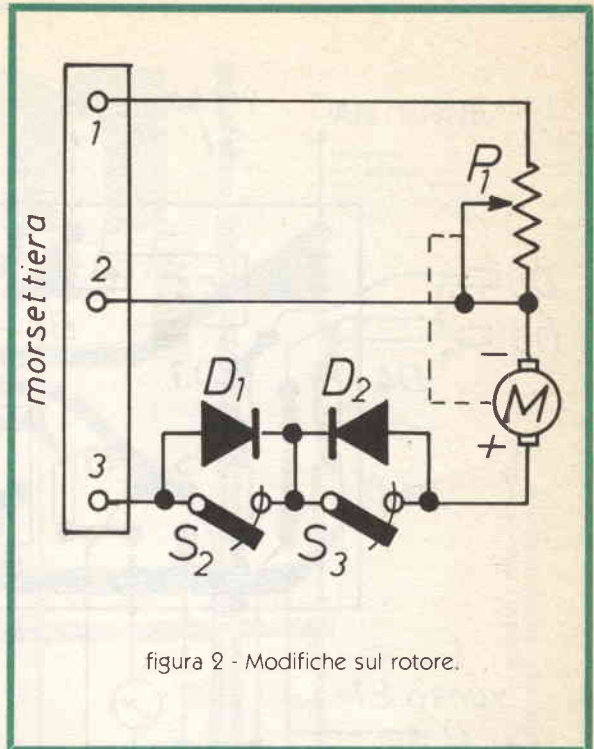 1
P1
morsettiera
2
D1
D2
-
M
+
3
S2
S3
figura 2 - Modifiche sul rotore.